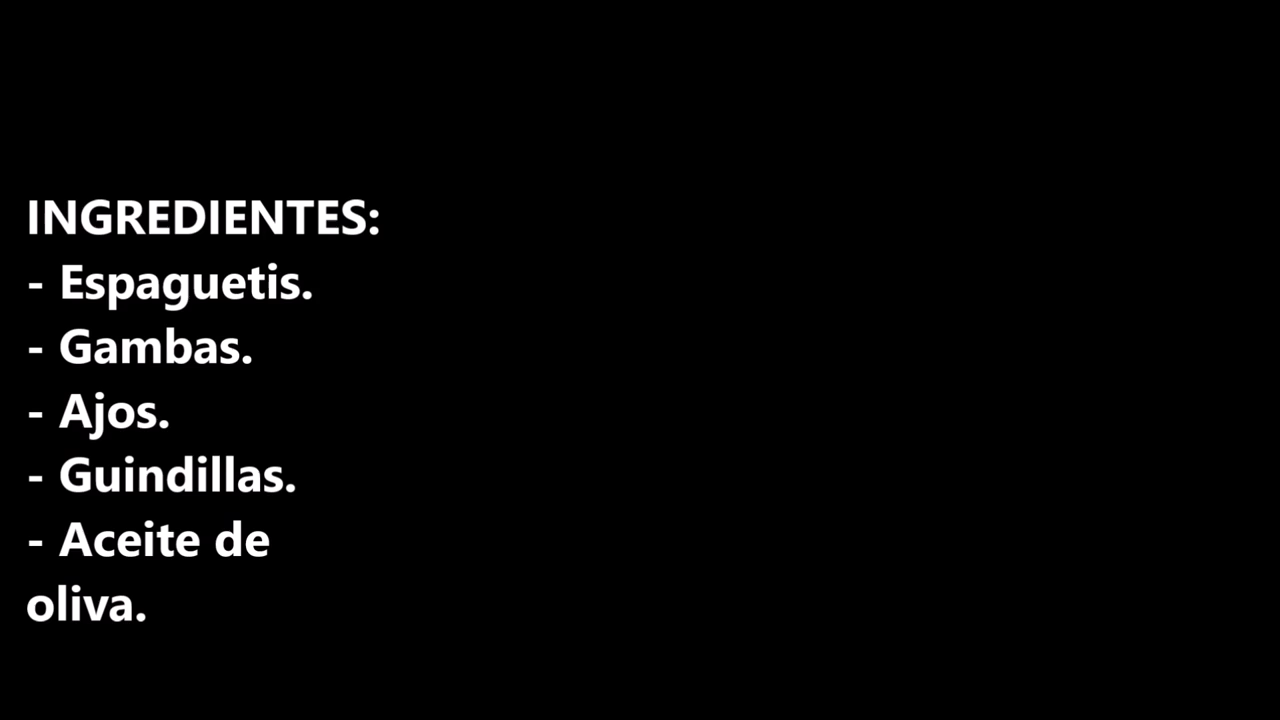 INGREDIENTES:
- Espaguetis.
- Gambas.
- Ajos.
- Guindillas.
- Aceite de
oliva.